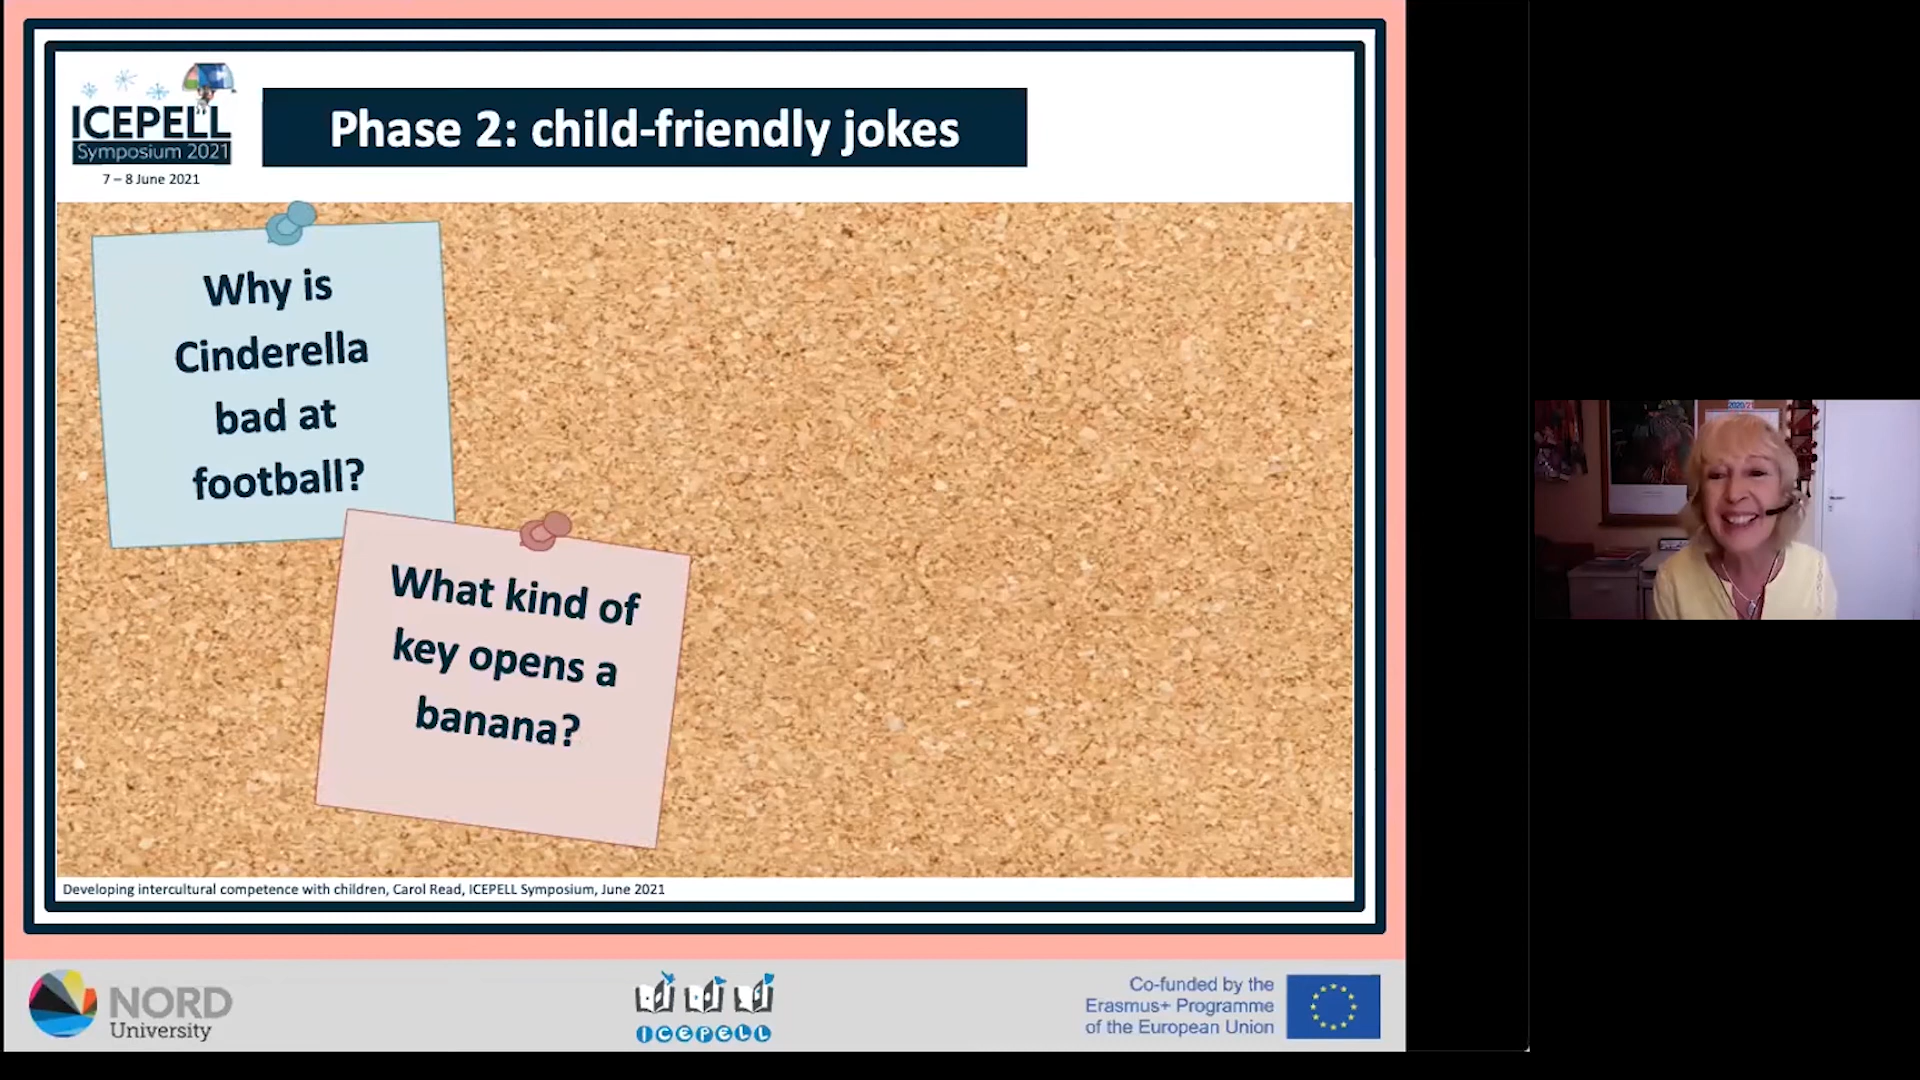 ICEPELL
Symposium 2021
7 – 8 June 2021
Phase 2: child-friendly jokes
Why is
Cinderella
bad at
football?
What kind of
key opens a
banana?
Developing intercultural competence with children, Carol Read, ICEPELL Symposium, June 2021
NORD
University
ICEPELL
Co-funded by the
Erasmus+ Programme
of the European Union
2020/21